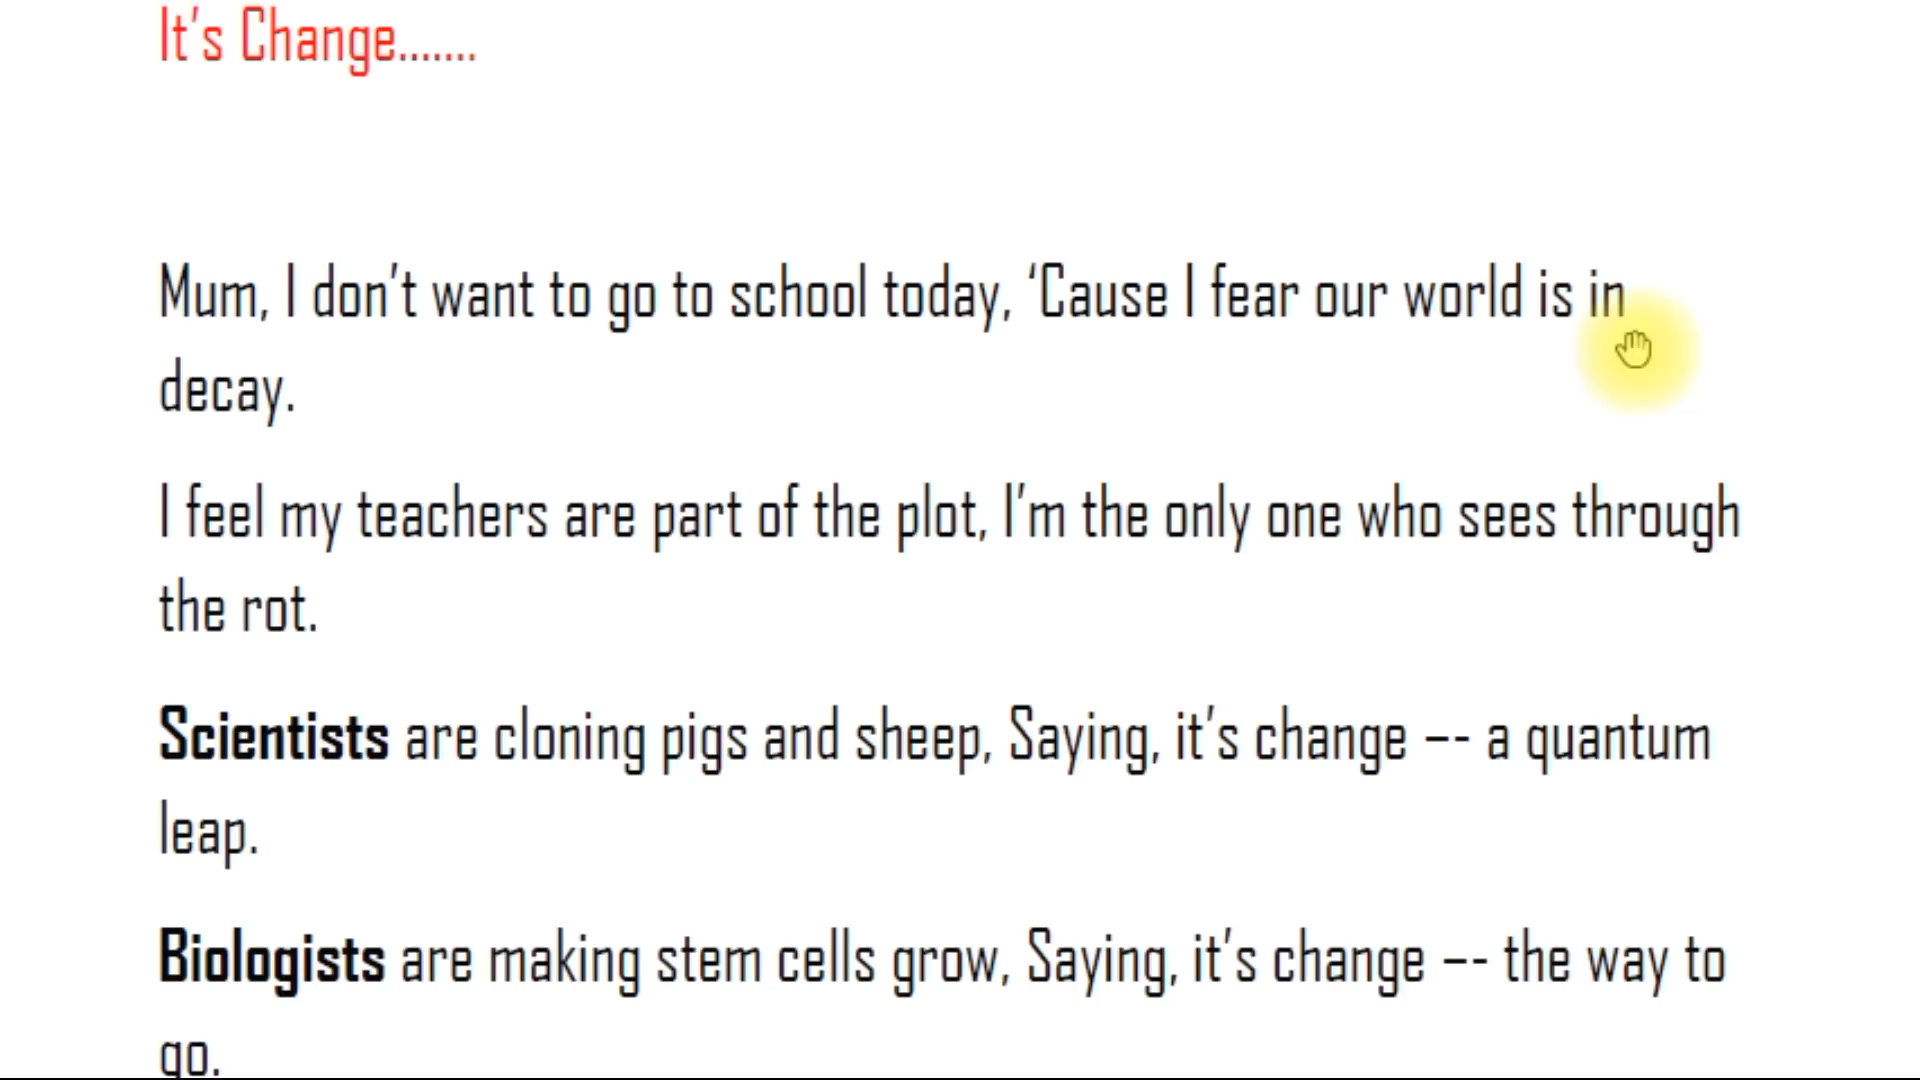 It’s Change.......
Mum, I don’t want to go to school today, ‘Cause I fear our world is in
decay.
I feel my teachers are part of the plot, I’m the only one who sees through
the rot.
Scientists are cloning pigs and sheep, Saying, it’s change -- a quantum
leap.
Biologists are making stem cells grow, Saying, it’s change -- the way to
go.